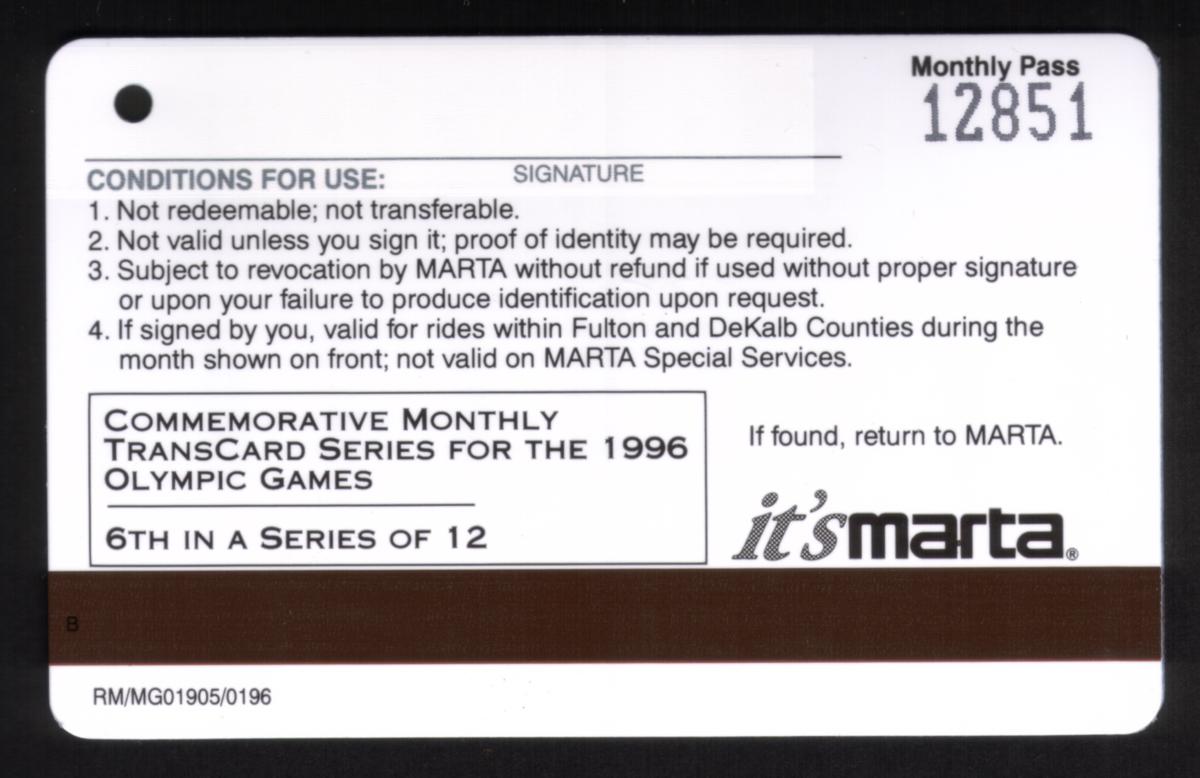 Monthly Pass
12851
SIGNATURE
CONDITIONS FOR USE:
1. Not redeemable; not transferable.
2. Not valid unless you sign it; proof of identity may be required.
3. Subject to revocation by MARTA without refund if used without proper signature
or upon your failure to produce identification upon request.
4. If signed by you, valid for rides within Fulton and DeKalb Counties during the
month shown on front; not valid on MARTA Special Services.
COMMEMORATIVE MONTHLY
TRANSCARD SERIES FOR THE 1996
OLYMPIC GAMES
6TH IN A SERIES OF 12
If found, return to MARTA.
it's marta®
B
RM/MG01905/0196